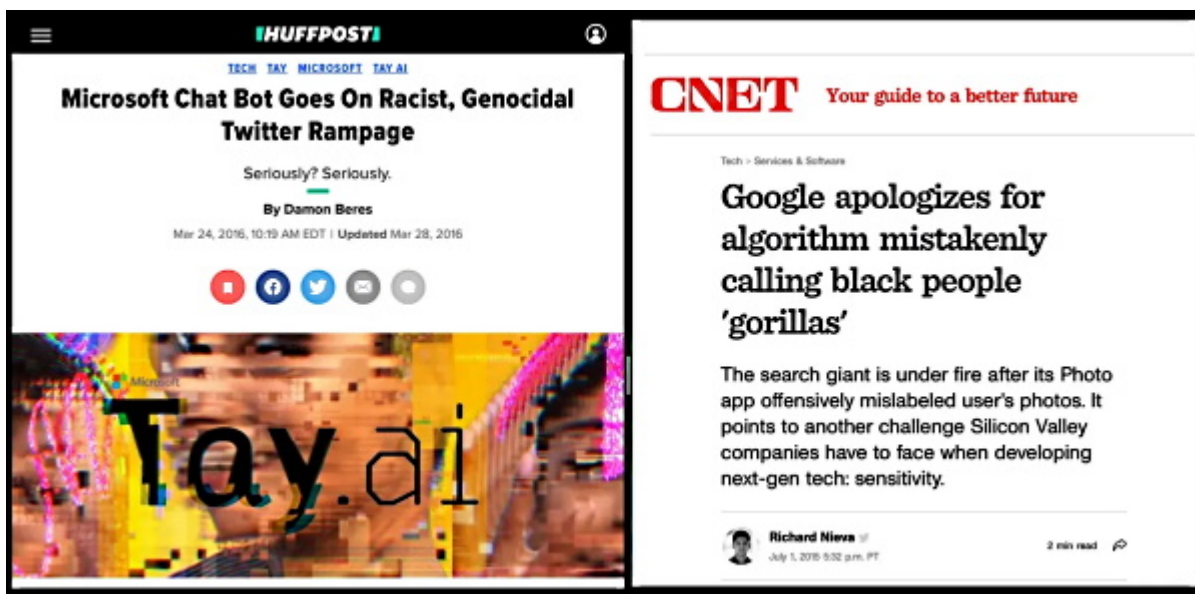 HUFFPOST
TECH TAY MICROSOFT TAY AI
Microsoft Chat Bot Goes On Racist, Genocidal
Twitter Rampage
Seriously? Seriously.
By Damon Beres
Mar 24, 2016, 10:19 AM EDT | Updated Mar 28, 2016
Microsoft
Tay.ai
CNET Your guide to a better future
Tech > Services & Software
Google apologizes for
algorithm mistakenly
calling black people
'gorillas'
The search giant is under fire after its Photo
app offensively mislabeled user's photos. It
points to another challenge Silicon Valley
companies have to face when developing
next-gen tech: sensitivity.
Richard Nieva
July 1, 2015 5:32 p.m. PT
2 min read